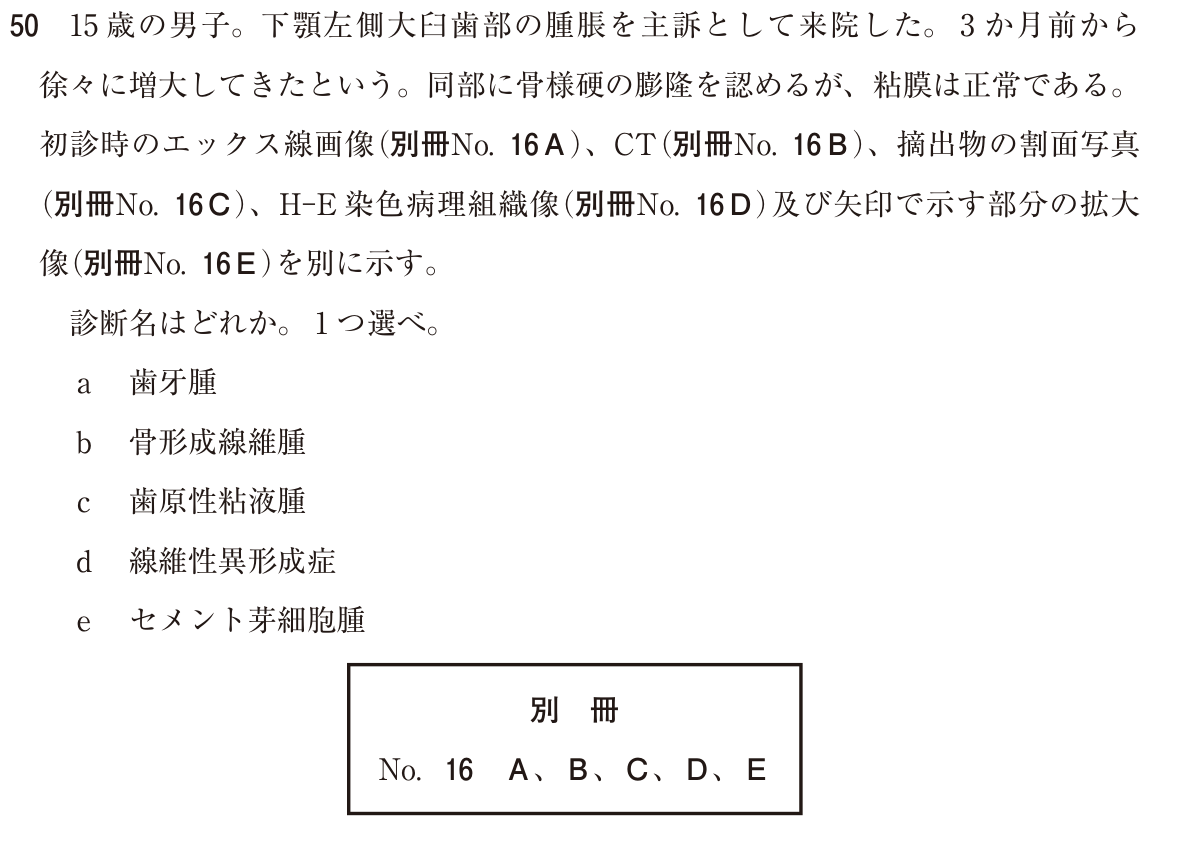 50 15歳の男子。下顎左側大臼歯部の腫脹を主訴として来院した。3か月前から
徐々に増大してきたという。同部に骨様硬の膨隆を認めるが、粘膜は正常である。
初診時のエックス線画像(別冊No. 16A)、CT(別冊No. 16B)、摘出物の割面写真
(別冊No. 16C)、H-E染色病理組織像(別冊No. 16D)及び矢印で示す部分の拡大
像(別冊No. 16E)を別に示す。
診断名はどれか。1つ選べ。
a 歯牙腫
b 骨形成線維腫
c 歯原性粘液腫
d 線維性異形成症
e セメント芽細胞腫
別 冊
No. 16 A、B、C、D、E